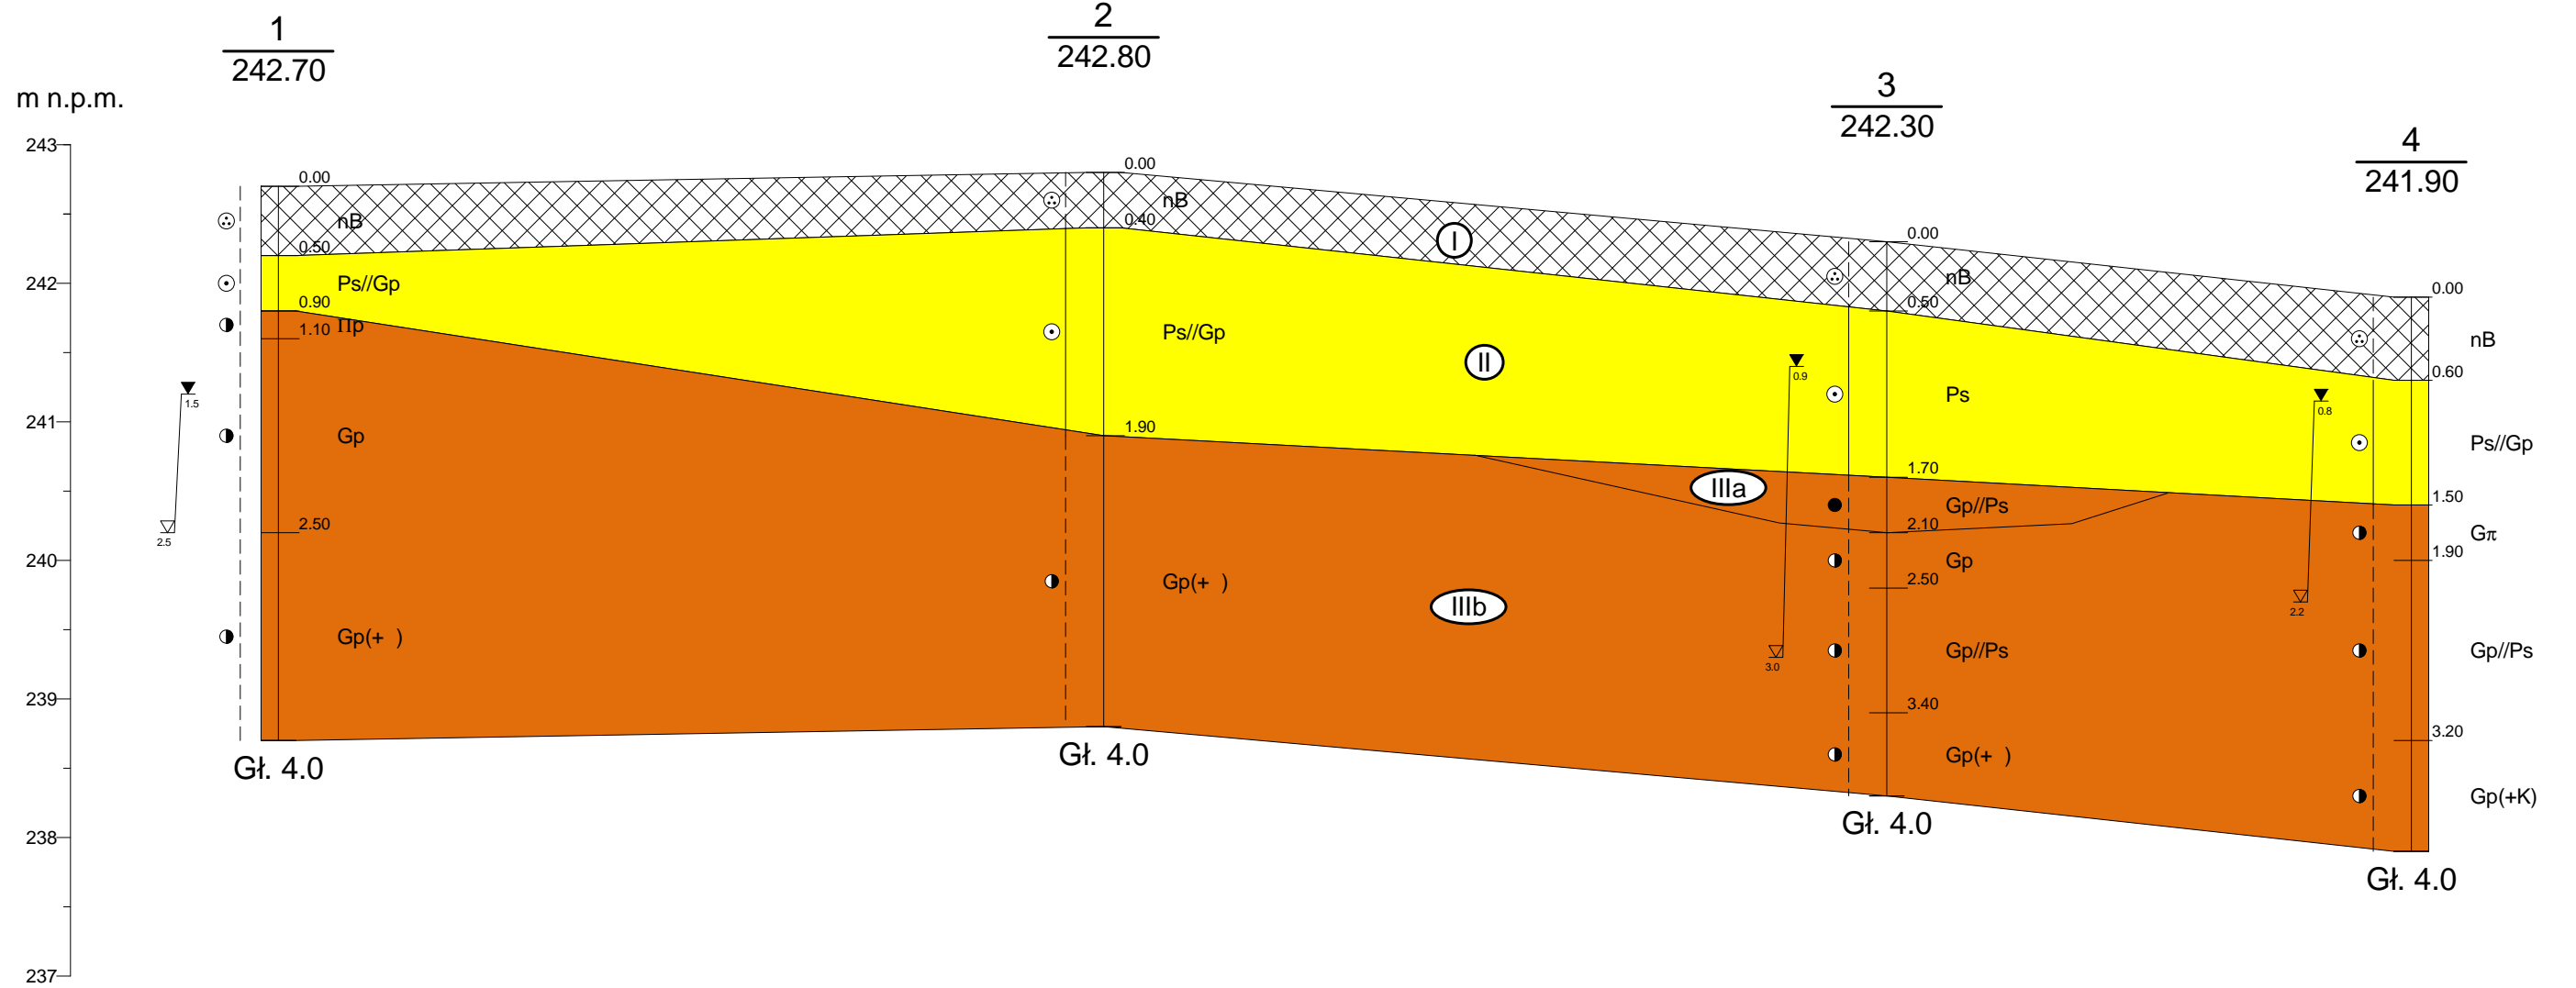 1
242.70
2
242.80
3
242.30
4
241.90
m n.p.m.
243
242
241
240
239
238
237
0.00
nB
0.50
Ps//Gp
0.90
Πp
1.10
1.5
Gp
2.50
2.5
Gp(+ )
Gł. 4.0
0.00
nB
0.40
Ps//Gp
1.90
Gp(+ )
Gł. 4.0
I
II
IIIa
IIIb
0.00
nB
0.50
0.9
Ps
1.70
Gp//Ps
2.10
Gp
2.50
Gp//Ps
3.0
3.40
Gp(+ )
Gł. 4.0
0.00
nB
0.60
0.8
Ps//Gp
1.50
Gπ
1.90
2.2
Gp//Ps
3.20
Gp(+K)
Gł. 4.0